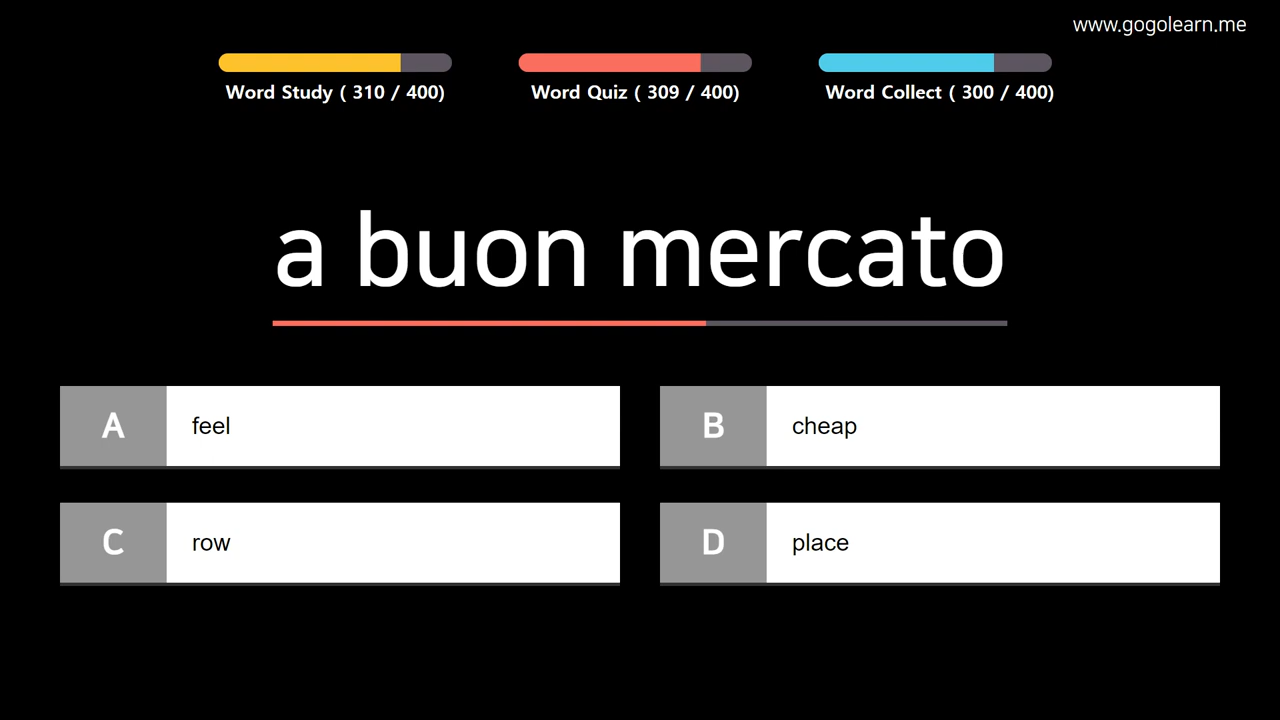 www.gogolearn.me
Word Study ( 310 / 400)
Word Quiz ( 309 / 400)
Word Collect ( 300 / 400)
a buon mercato
A feel
B cheap
C row
D place